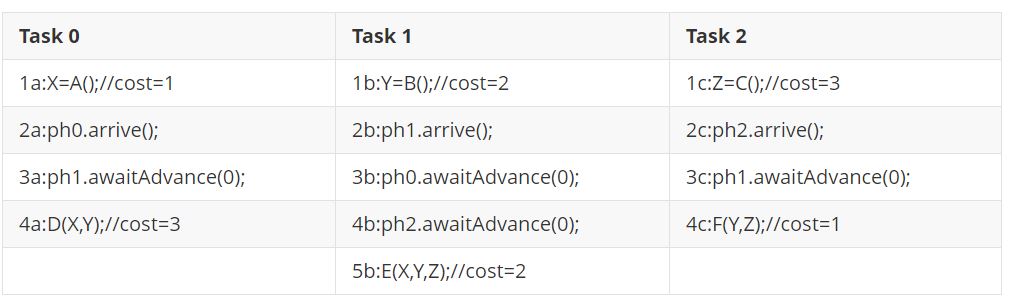 Task 0 Task 1 Task 2
1a:X=A();//cost=1 1b:Y=B();//cost=2 1c:Z=C();//cost=3
2a:ph0.arrive(); 2b:ph1.arrive(); 2c:ph2.arrive();
3a:ph1.awaitAdvance(0); 3b:ph0.awaitAdvance(0); 3c:ph1.awaitAdvance(0);
4a:D(X,Y);//cost=3 4b:ph2.awaitAdvance(0); 4c:F(Y,Z);//cost=1
5b:E(X,Y,Z);//cost=2